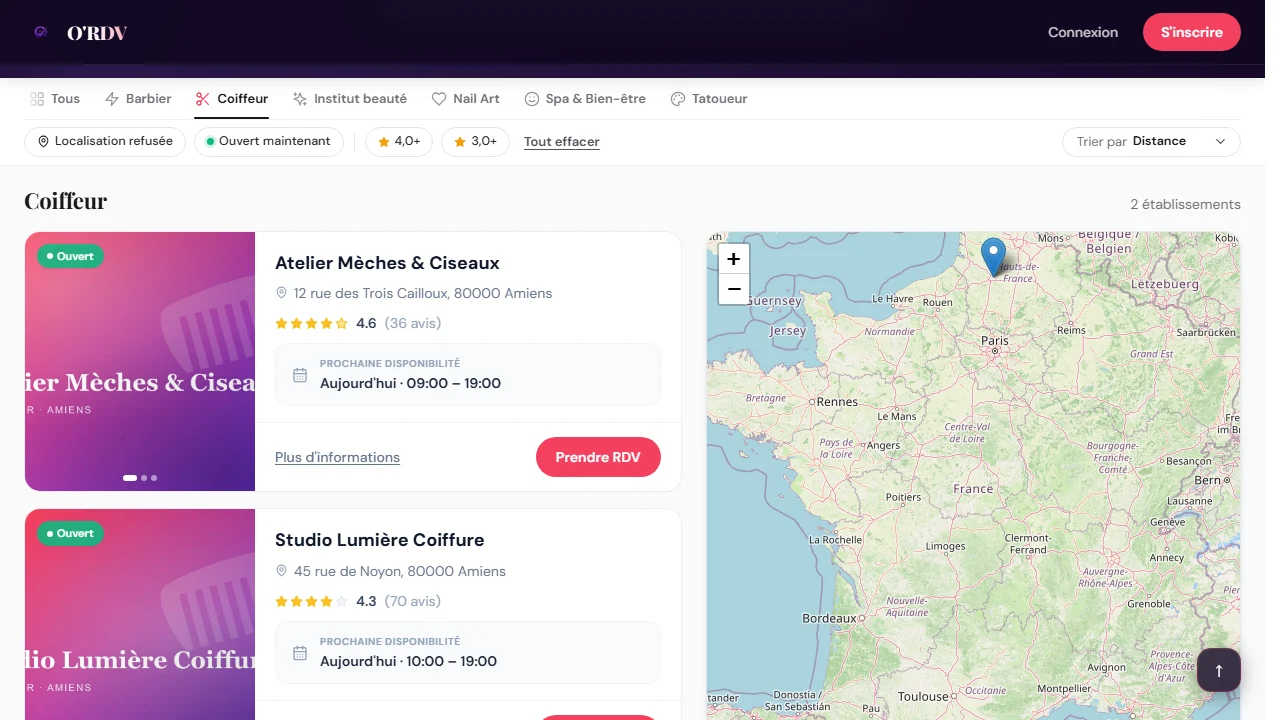 O'RDV
Connexion
S'inscrire
Tous
Barbier
Coiffeur
Institut beauté
Nail Art
Spa & Bien-être
Tatoueur
Localisation refusée
Ouvert maintenant
4,0+
3,0+
Tout effacer
Trier par Distance
Coiffeur
2 établissements
Ouvert
ier Mèches & Cisea
R · AMIENS
Atelier Mèches & Ciseaux
12 rue des Trois Cailloux, 80000 Amiens
4.6 (36 avis)
PROCHAINE DISPONIBILITÉ
Aujourd'hui · 09:00 – 19:00
Plus d'informations
Prendre RDV
Ouvert
dio Lumière Coiffur
R · AMIENS
Studio Lumière Coiffure
45 rue de Noyon, 80000 Amiens
4.3 (70 avis)
PROCHAINE DISPONIBILITÉ
Aujourd'hui · 10:00 – 19:00
+
−
Mons
Belgique /
Belgien
Hauts-de-
France
Lëtzebuerg
Guernsey
Jersey
Le Havre
Rouen
Normandie
Reims
Saarbrücken
Paris
Grand Est
Bretagne
Rennes
Le Mans
Centre-Val
de Loire
Pays de
la Loire
Angers
Bourgogne-
Franche-
Comté
Besançon
Bern
France
Poitiers
Lausanne
Genève
La Rochelle
Limoges
Clermont-
Ferrand
Annecy
Auvergne-
Rhône-Alpes
Nouvelle-
Aquitaine
Grenoble
Bordeaux
Provence-
Alpes-Côte
d'Azur
Avignon
Montpellier
Toulouse
Occitanie
Donostia /
San Sebastián
Pau
↑